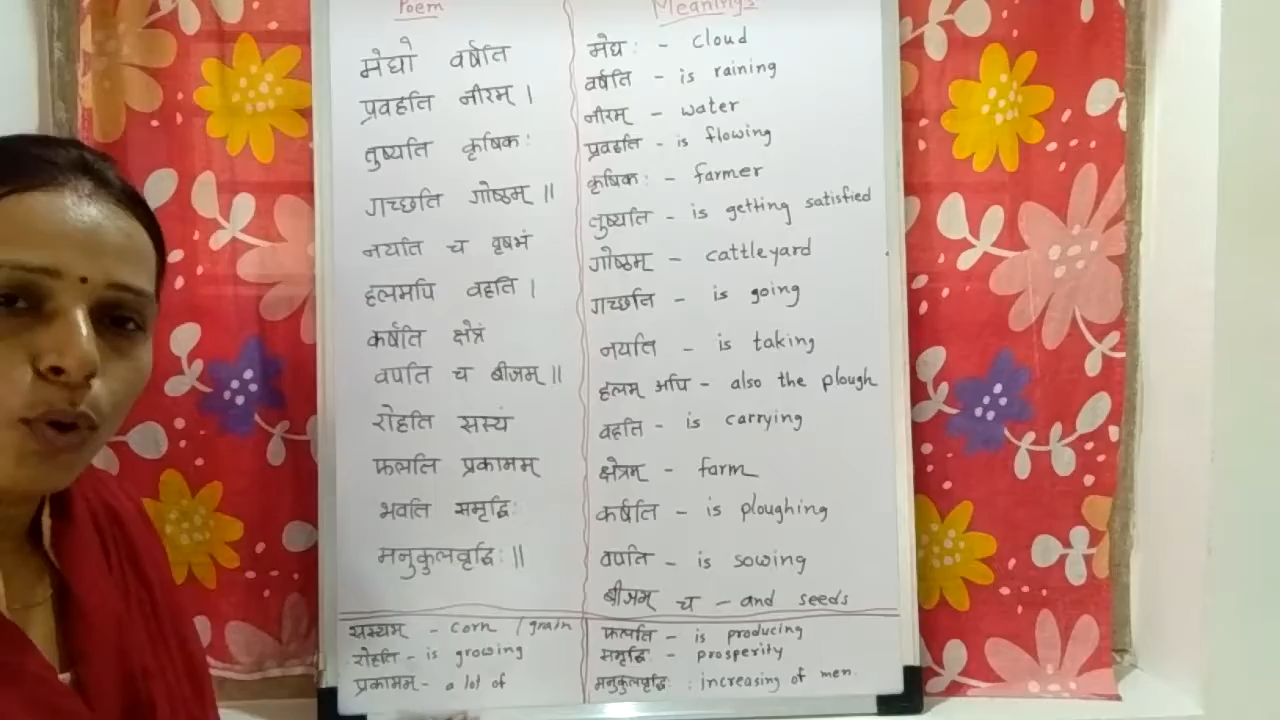 Poem
मेघो वर्षति
प्रवहति नीरम् ।
तुष्यति कृषिकः
गच्छति गोष्ठम् ॥
नयति च वृषभं
हलमपि वहति ।
कर्षति क्षेत्रं
वपति च बीजम् ॥
रोहति सस्यं
फलति प्रकामम्
भवति समृद्धिः
मनुकुलवृद्धिः ॥
सस्यम् - corn / grain
रोहति - is growing
प्रकामम् - a lot of
Meanings
मेघः - cloud
वर्षति - is raining
नीरम् - water
प्रवहति - is flowing
कृषिकः - farmer
तुष्यति - is getting satisfied
गोष्ठम् - cattleyard
गच्छति - is going
नयति - is taking
हलम् अपि - also the plough
वहति - is carrying
क्षेत्रम् - farm
कर्षति - is ploughing
वपति - is sowing
बीजम् च - and seeds
फलति - is producing
समृद्धिः - prosperity
मनुकुलवृद्धिः : increasing of men.